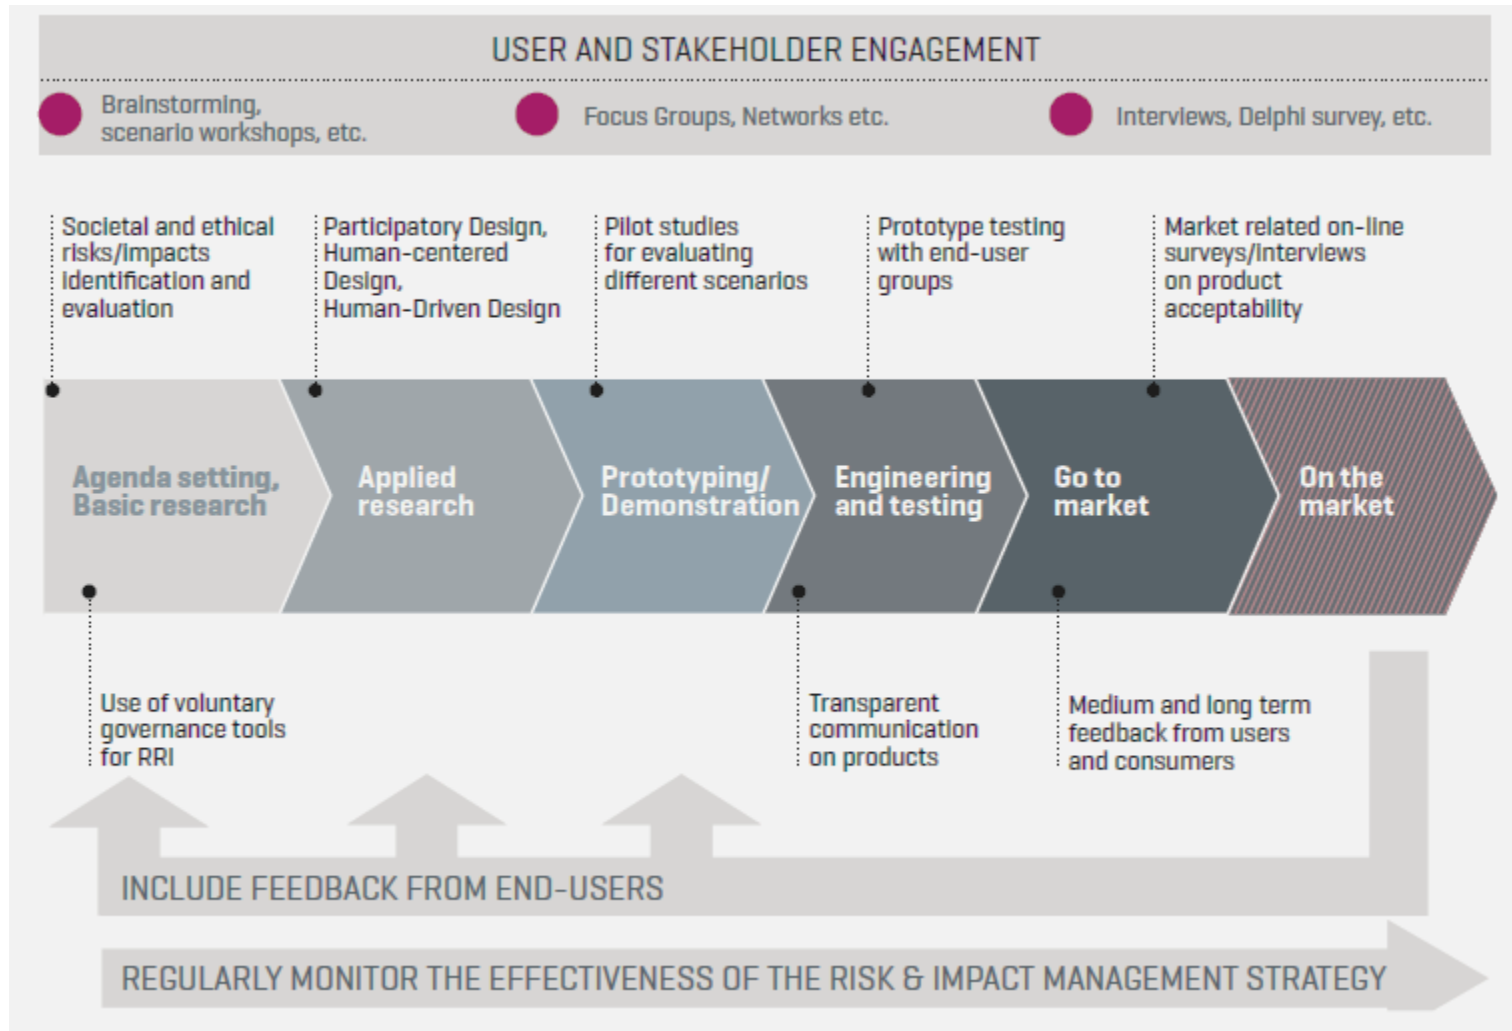 USER AND STAKEHOLDER ENGAGEMENT
Brainstorming,
scenario workshops, etc.
Focus Groups, Networks etc.
Interviews, Delphi survey, etc.
Societal and ethical
risks/impacts
identification and
evaluation
Participatory Design,
Human-centered
Design,
Human-Driven Design
Pilot studies
for evaluating
different scenarios
Prototype testing
with end-user
groups
Market related on-line
surveys/interviews
on product
acceptability
Agenda setting,
Basic research
Applied
research
Prototyping/
Demonstration
Engineering
and testing
Go to
market
On the
market
Use of voluntary
governance tools
for RRI
Transparent
communication
on products
Medium and long term
feedback from users
and consumers
INCLUDE FEEDBACK FROM END-USERS
REGULARLY MONITOR THE EFFECTIVENESS OF THE RISK & IMPACT MANAGEMENT STRATEGY